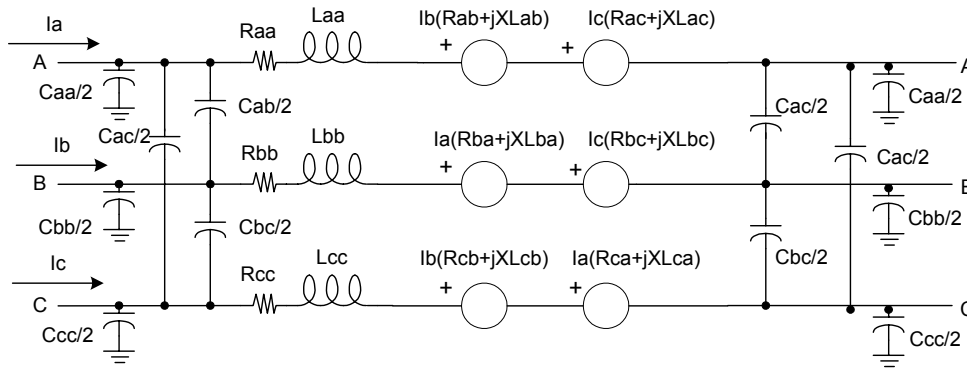 Ia
Raa
Laa
Ib(Rab+jXLab)
Ic(Rac+jXLac)
+
+
A
A
Caa/2
Cac/2
Cab/2
Cac/2
Caa/2
Ib
Rbb
Lbb
Ia(Rba+jXLba)
Ic(Rbc+jXLbc)
Cac/2
+
+
B
B
Cbb/2
Cbc/2
Cbc/2
Cbb/2
Ic
Rcc
Lcc
Ib(Rcb+jXLcb)
Ia(Rca+jXLca)
+
+
C
C
Ccc/2
Ccc/2